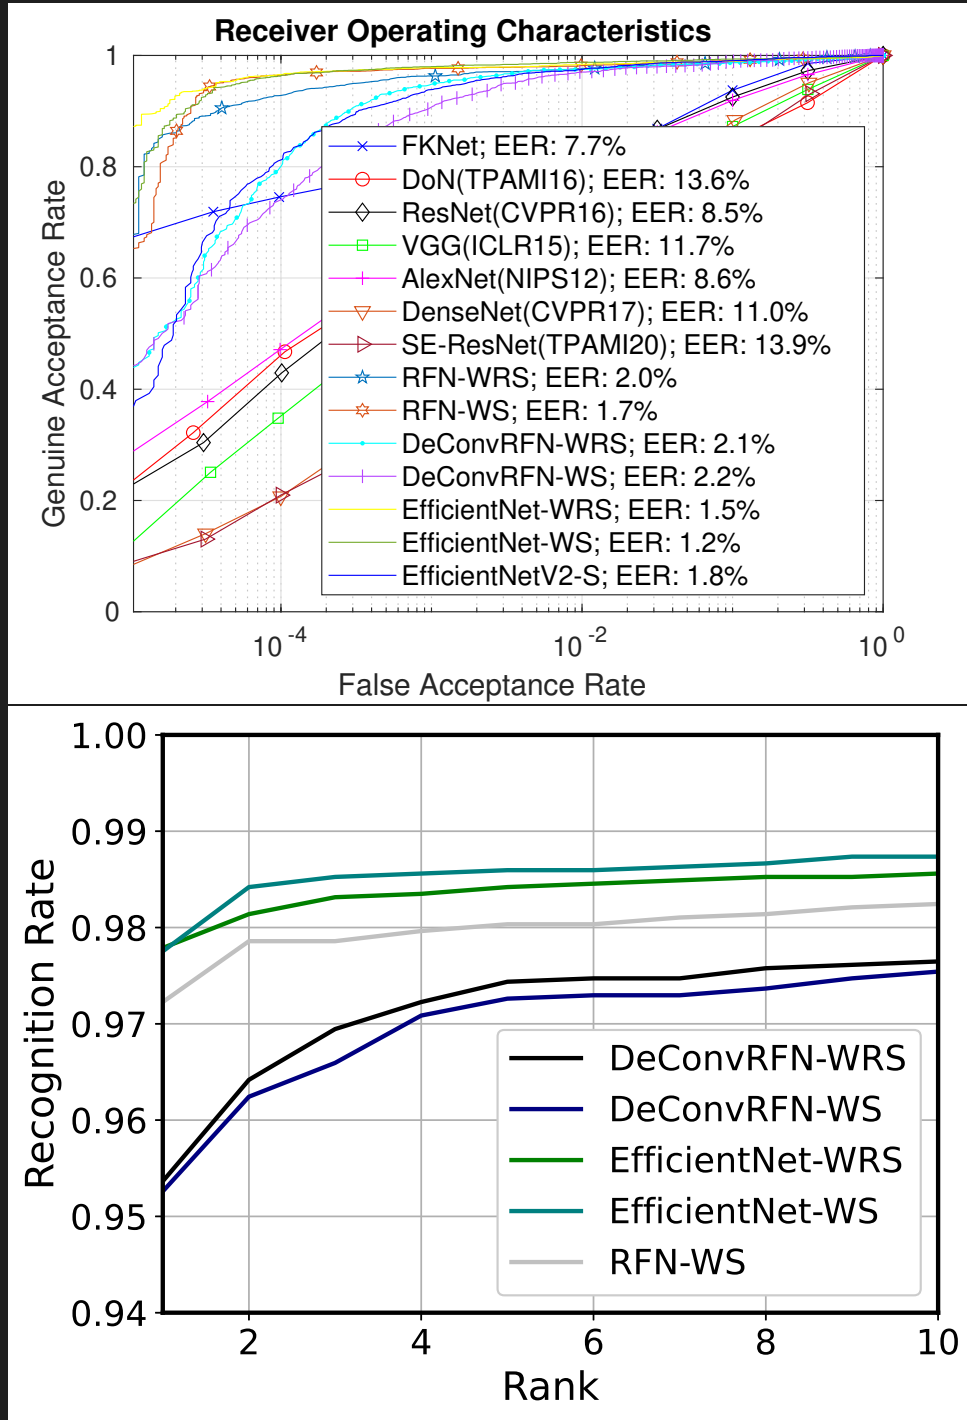 Receiver Operating Characteristics
1
0.8
0.6
0.4
0.2
0
Genuine Acceptance Rate
FKNet; EER: 7.7%
DoN(TPAMI16); EER: 13.6%
ResNet(CVPR16); EER: 8.5%
VGG(ICLR15); EER: 11.7%
AlexNet(NIPS12); EER: 8.6%
DenseNet(CVPR17); EER: 11.0%
SE-ResNet(TPAMI20); EER: 13.9%
RFN-WRS; EER: 2.0%
RFN-WS; EER: 1.7%
DeConvRFN-WRS; EER: 2.1%
DeConvRFN-WS; EER: 2.2%
EfficientNet-WRS; EER: 1.5%
EfficientNet-WS; EER: 1.2%
EfficientNetV2-S; EER: 1.8%
10⁻⁴ 10⁻² 10⁰
False Acceptance Rate
1.00
0.99
0.98
0.97
0.96
0.95
0.94
Recognition Rate
DeConvRFN-WRS
DeConvRFN-WS
EfficientNet-WRS
EfficientNet-WS
RFN-WS
2 4 6 8 10
Rank